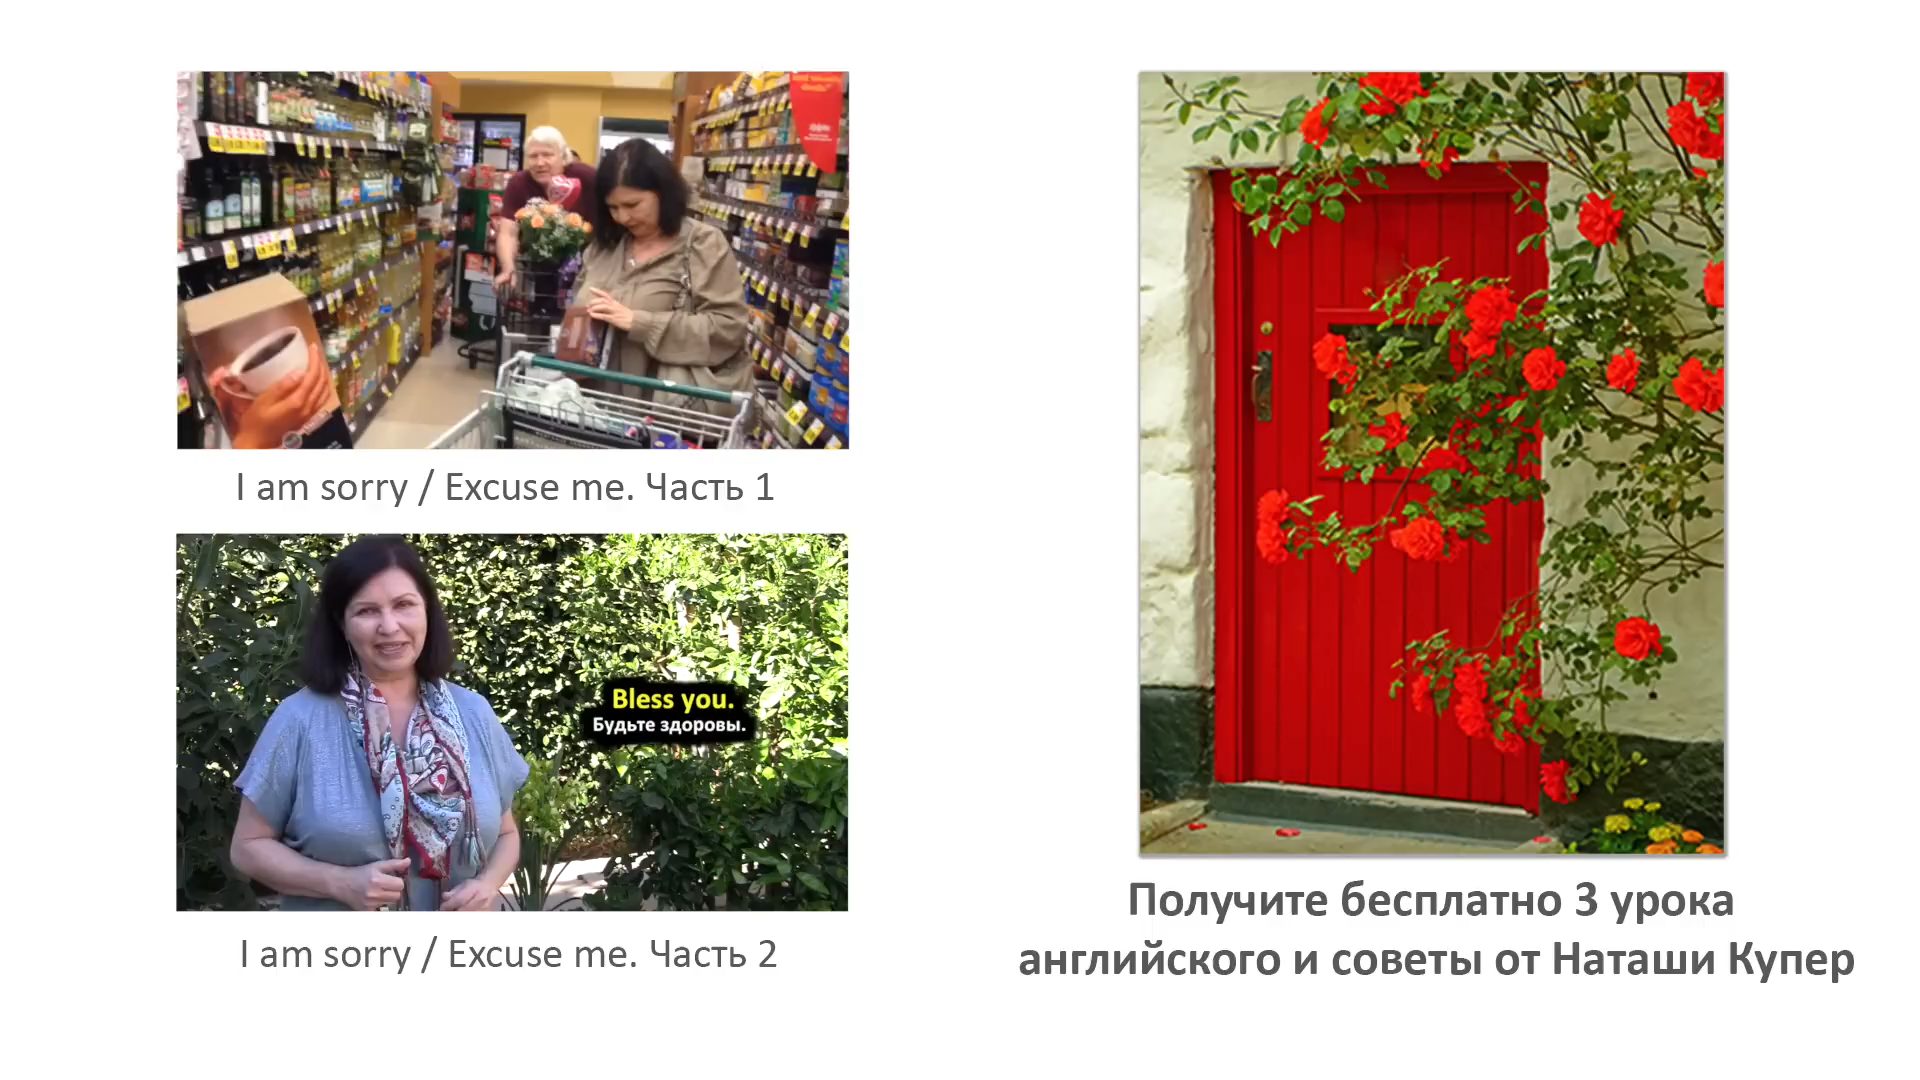 I am sorry / Excuse me. Часть 1
Bless you.
Будьте здоровы.
I am sorry / Excuse me. Часть 2
Получите бесплатно 3 урока
английского и советы от Наташи Купер